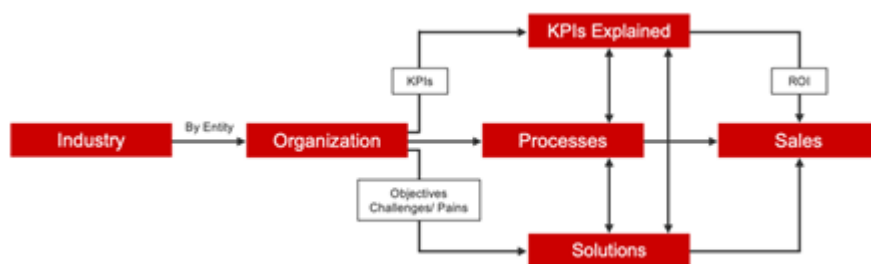 KPIs Explained
KPIs
ROI
By Entity
Industry
Organization
Processes
Sales
Objectives
Challenges/ Pains
Solutions